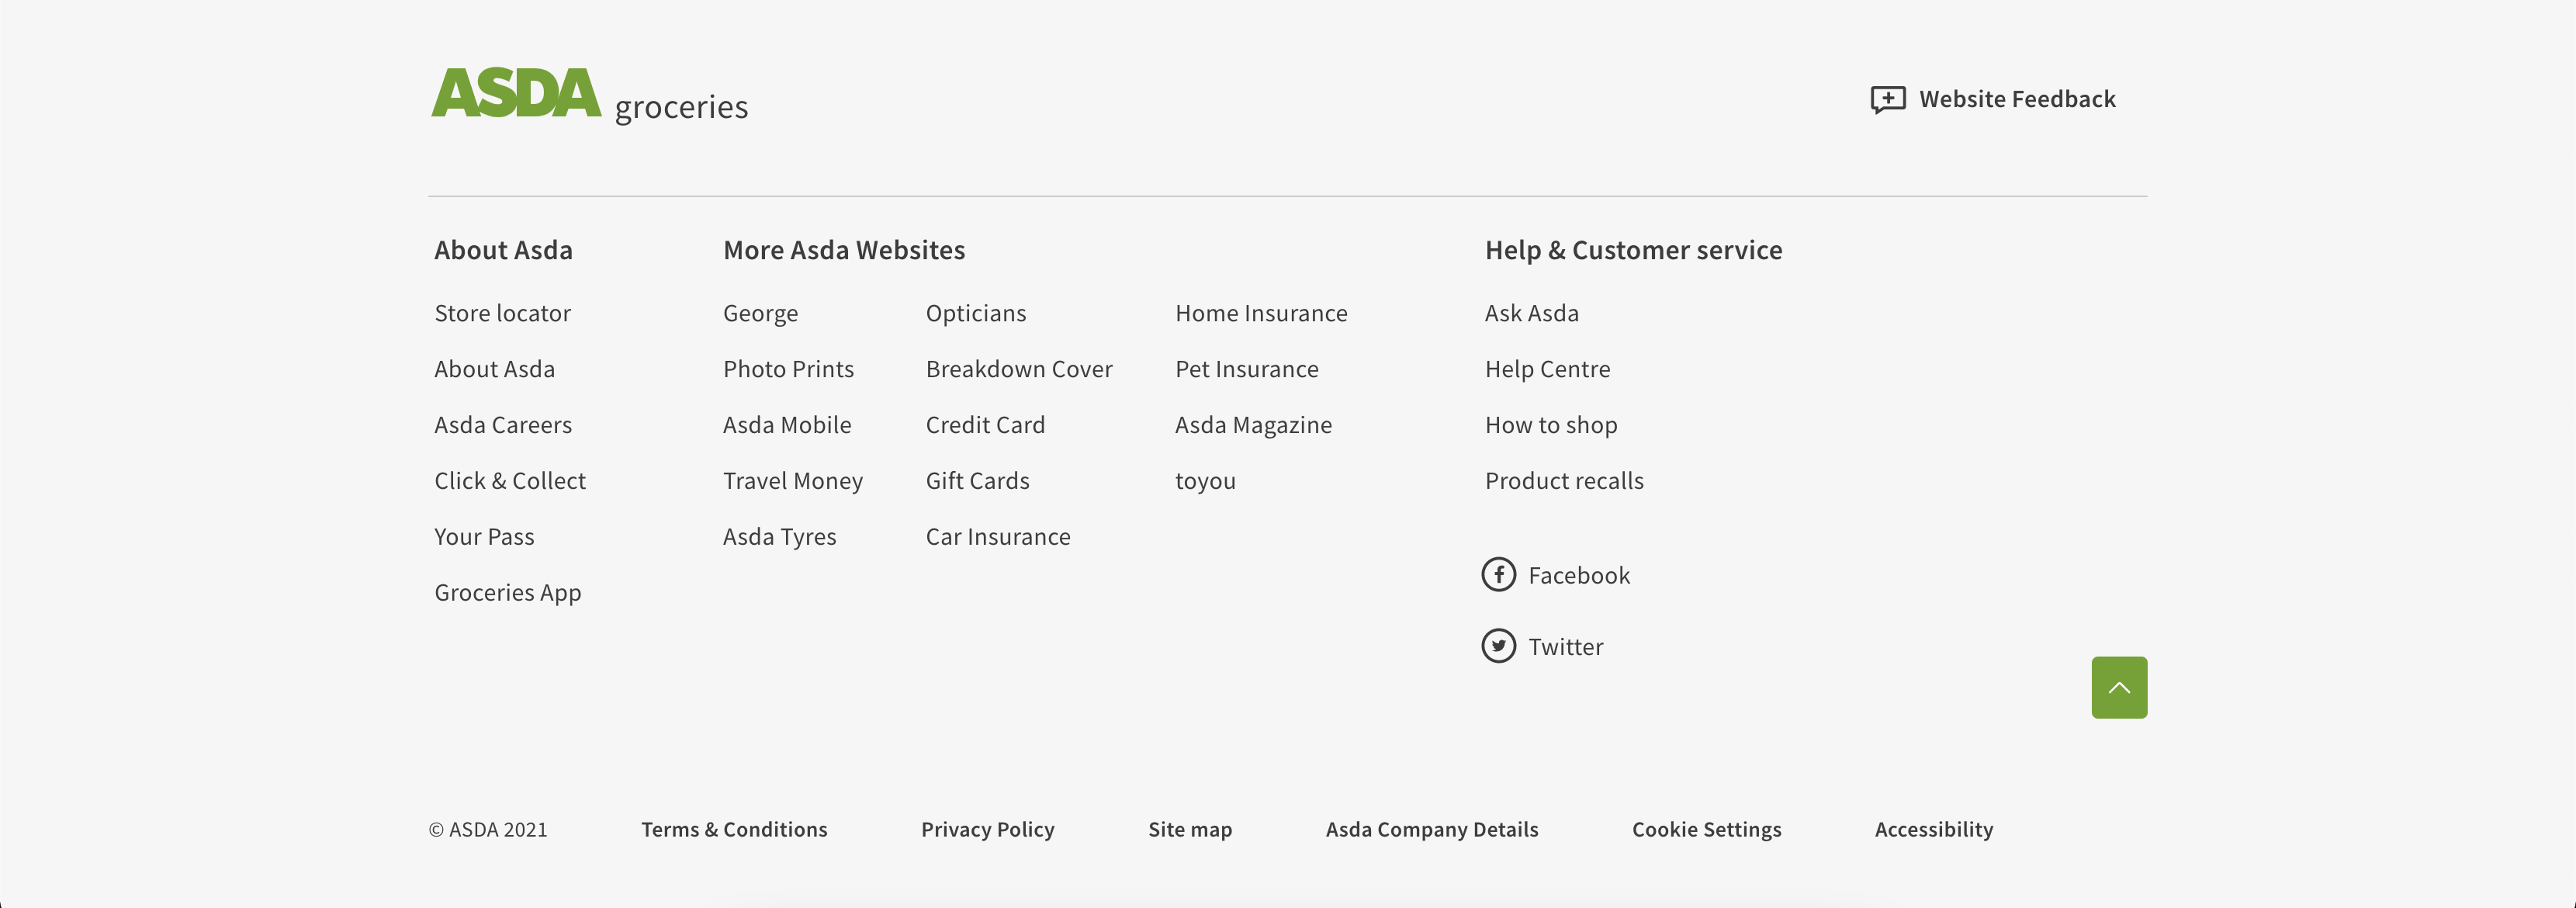 ASDA groceries
Website Feedback
About Asda
Store locator
About Asda
Asda Careers
Click & Collect
Your Pass
Groceries App
More Asda Websites
George
Photo Prints
Asda Mobile
Travel Money
Asda Tyres
Opticians
Breakdown Cover
Credit Card
Gift Cards
Car Insurance
Home Insurance
Pet Insurance
Asda Magazine
toyou
Help & Customer service
Ask Asda
Help Centre
How to shop
Product recalls
Facebook
Twitter
© ASDA 2021 Terms & Conditions Privacy Policy Site map Asda Company Details Cookie Settings Accessibility